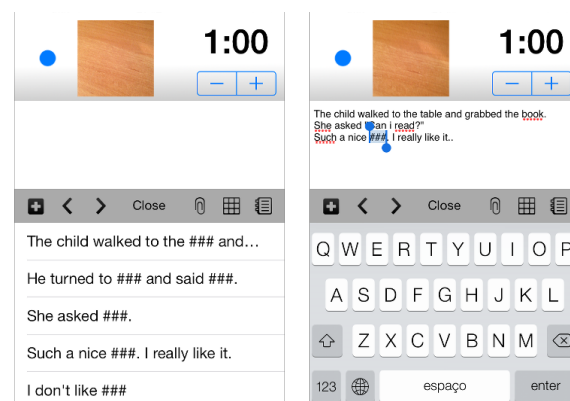 1:00
− +
Close
The child walked to the ### and...
He turned to ### and said ###.
She asked ###.
Such a nice ###. I really like it.
I don't like ###
1:00
− +
The child walked to the table and grabbed the book.
She asked "Can i read?"
Such a nice ###. I really like it..
Close
Q W E R T Y U I O P
A S D F G H J K L
Z X C V B N M
123 espaço enter